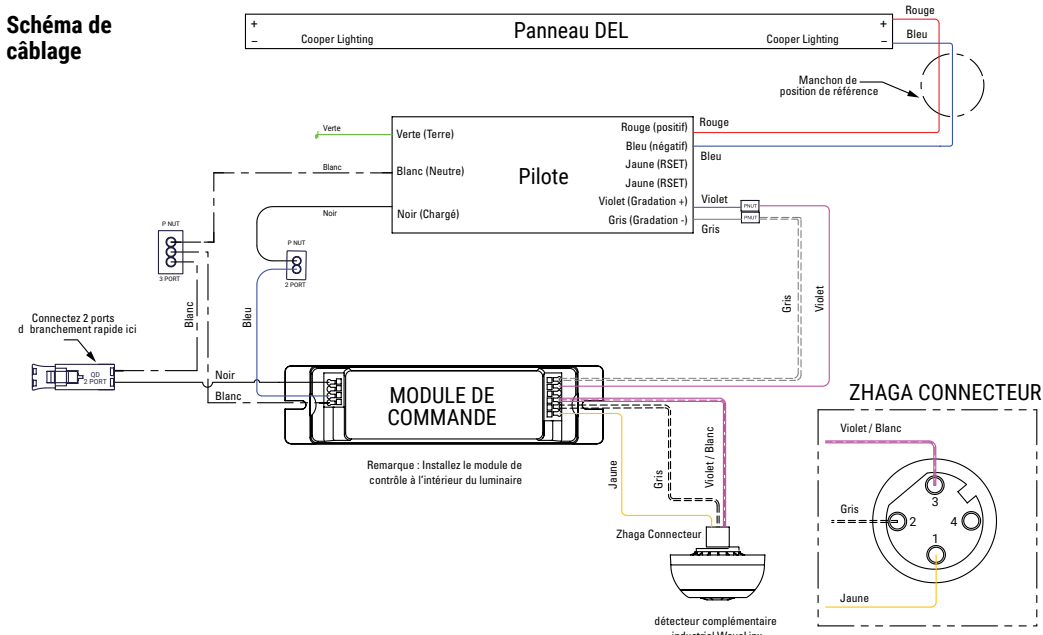 Schéma de
câblage
+
–
Cooper Lighting
Panneau DEL
Cooper Lighting
+
–
Rouge
Bleu
Manchon de
position de référence
Verte
Verte (Terre)
Blanc
Blanc (Neutre)
Noir
Noir (Chargé)
Pilote
Rouge (positif)
Bleu (négatif)
Jaune (RSET)
Jaune (RSET)
Violet (Gradation +)
Gris (Gradation -)
Rouge
Bleu
Violet
Gris
PNUT
PNUT
P NUT
3 PORT
P NUT
2 PORT
Blanc
Bleu
Gris
Violet
Connectez 2 ports
d branchement rapide ici
QD
2 PORT
Noir
Blanc
MODULE DE
COMMANDE
Remarque : Installez le module de
contrôle à l'intérieur du luminaire
Jaune
Gris
Violet / Blanc
Zhaga Connecteur
détecteur complémentaire
ZHAGA CONNECTEUR
Violet / Blanc
Gris
Jaune
3
2
4
1